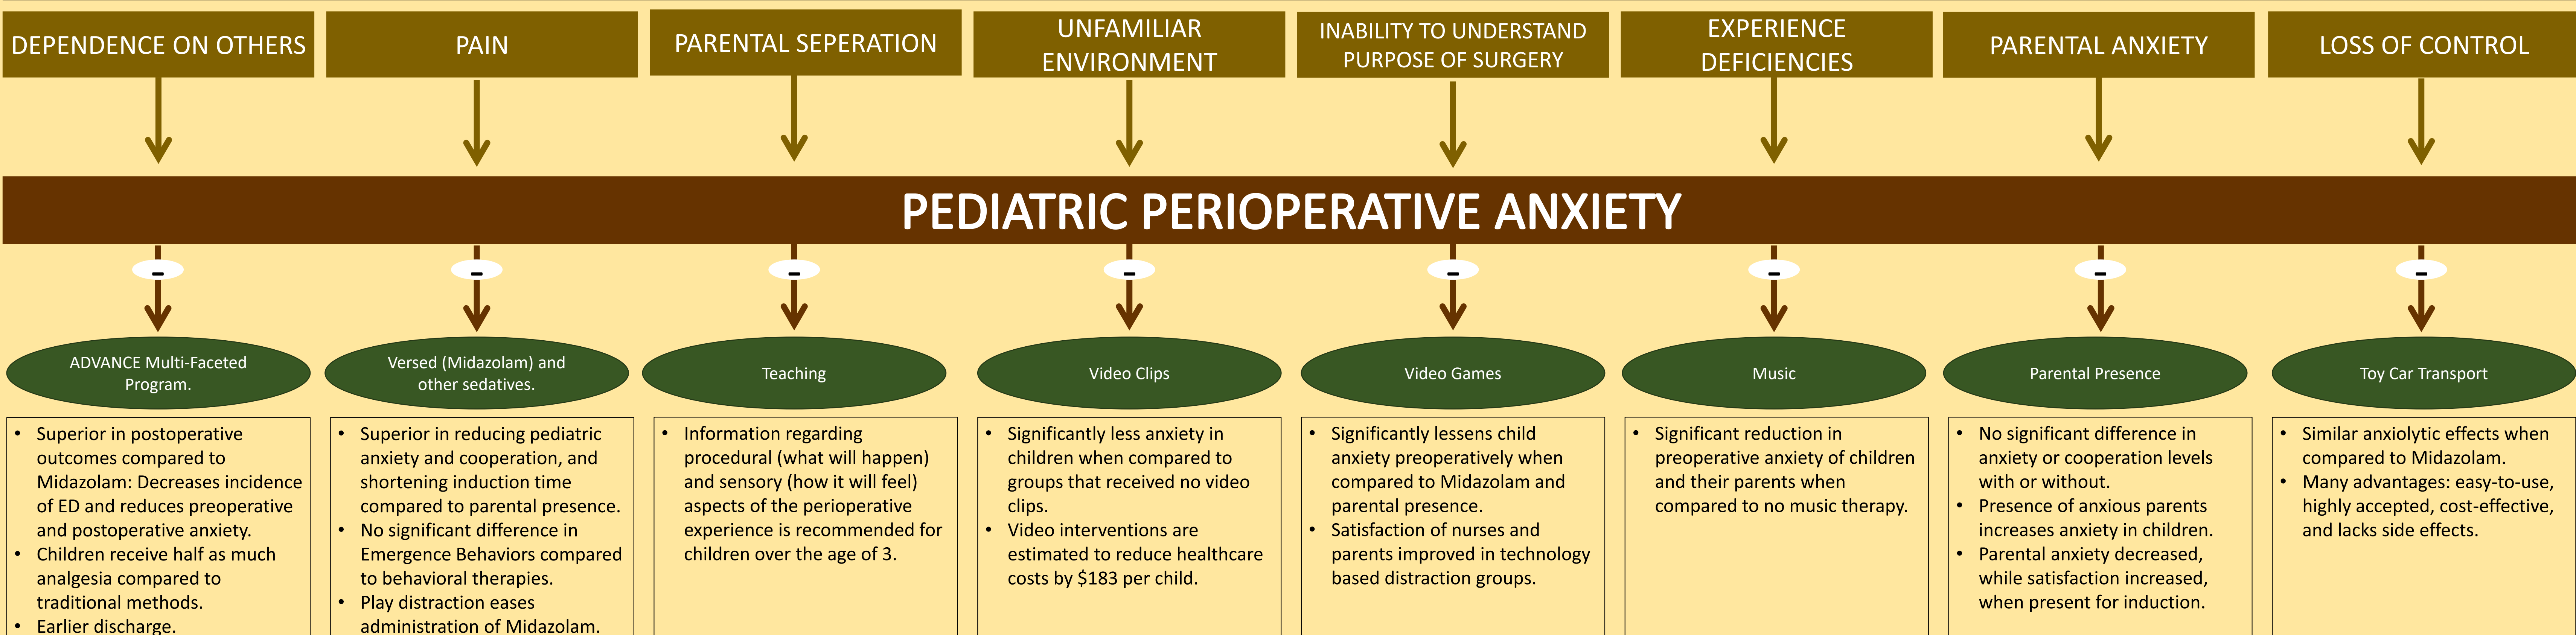 DEPENDENCE ON OTHERS
PAIN
PARENTAL SEPERATION
UNFAMILIAR
ENVIRONMENT
INABILITY TO UNDERSTAND
PURPOSE OF SURGERY
EXPERIENCE
DEFICIENCIES
PARENTAL ANXIETY
LOSS OF CONTROL
PEDIATRIC PERIOPERATIVE ANXIETY
-
-
-
-
-
-
-
-
ADVANCE Multi-Faceted
Program.
Versed (Midazolam) and
other sedatives.
Teaching
Video Clips
Video Games
Music
Parental Presence
Toy Car Transport
• Superior in postoperative
outcomes compared to
Midazolam: Decreases incidence
of ED and reduces preoperative
and postoperative anxiety.
• Children receive half as much
analgesia compared to
traditional methods.
• Earlier discharge.
• Superior in reducing pediatric
anxiety and cooperation, and
shortening induction time
compared to parental presence.
• No significant difference in
Emergence Behaviors compared
to behavioral therapies.
• Play distraction eases
administration of Midazolam.
• Information regarding
procedural (what will happen)
and sensory (how it will feel)
aspects of the perioperative
experience is recommended for
children over the age of 3.
• Significantly less anxiety in
children when compared to
groups that received no video
clips.
• Video interventions are
estimated to reduce healthcare
costs by $183 per child.
• Significantly lessens child
anxiety preoperatively when
compared to Midazolam and
parental presence.
• Satisfaction of nurses and
parents improved in technology
based distraction groups.
• Significant reduction in
preoperative anxiety of children
and their parents when
compared to no music therapy.
• No significant difference in
anxiety or cooperation levels
with or without.
• Presence of anxious parents
increases anxiety in children.
• Parental anxiety decreased,
while satisfaction increased,
when present for induction.
• Similar anxiolytic effects when
compared to Midazolam.
• Many advantages: easy-to-use,
highly accepted, cost-effective,
and lacks side effects.